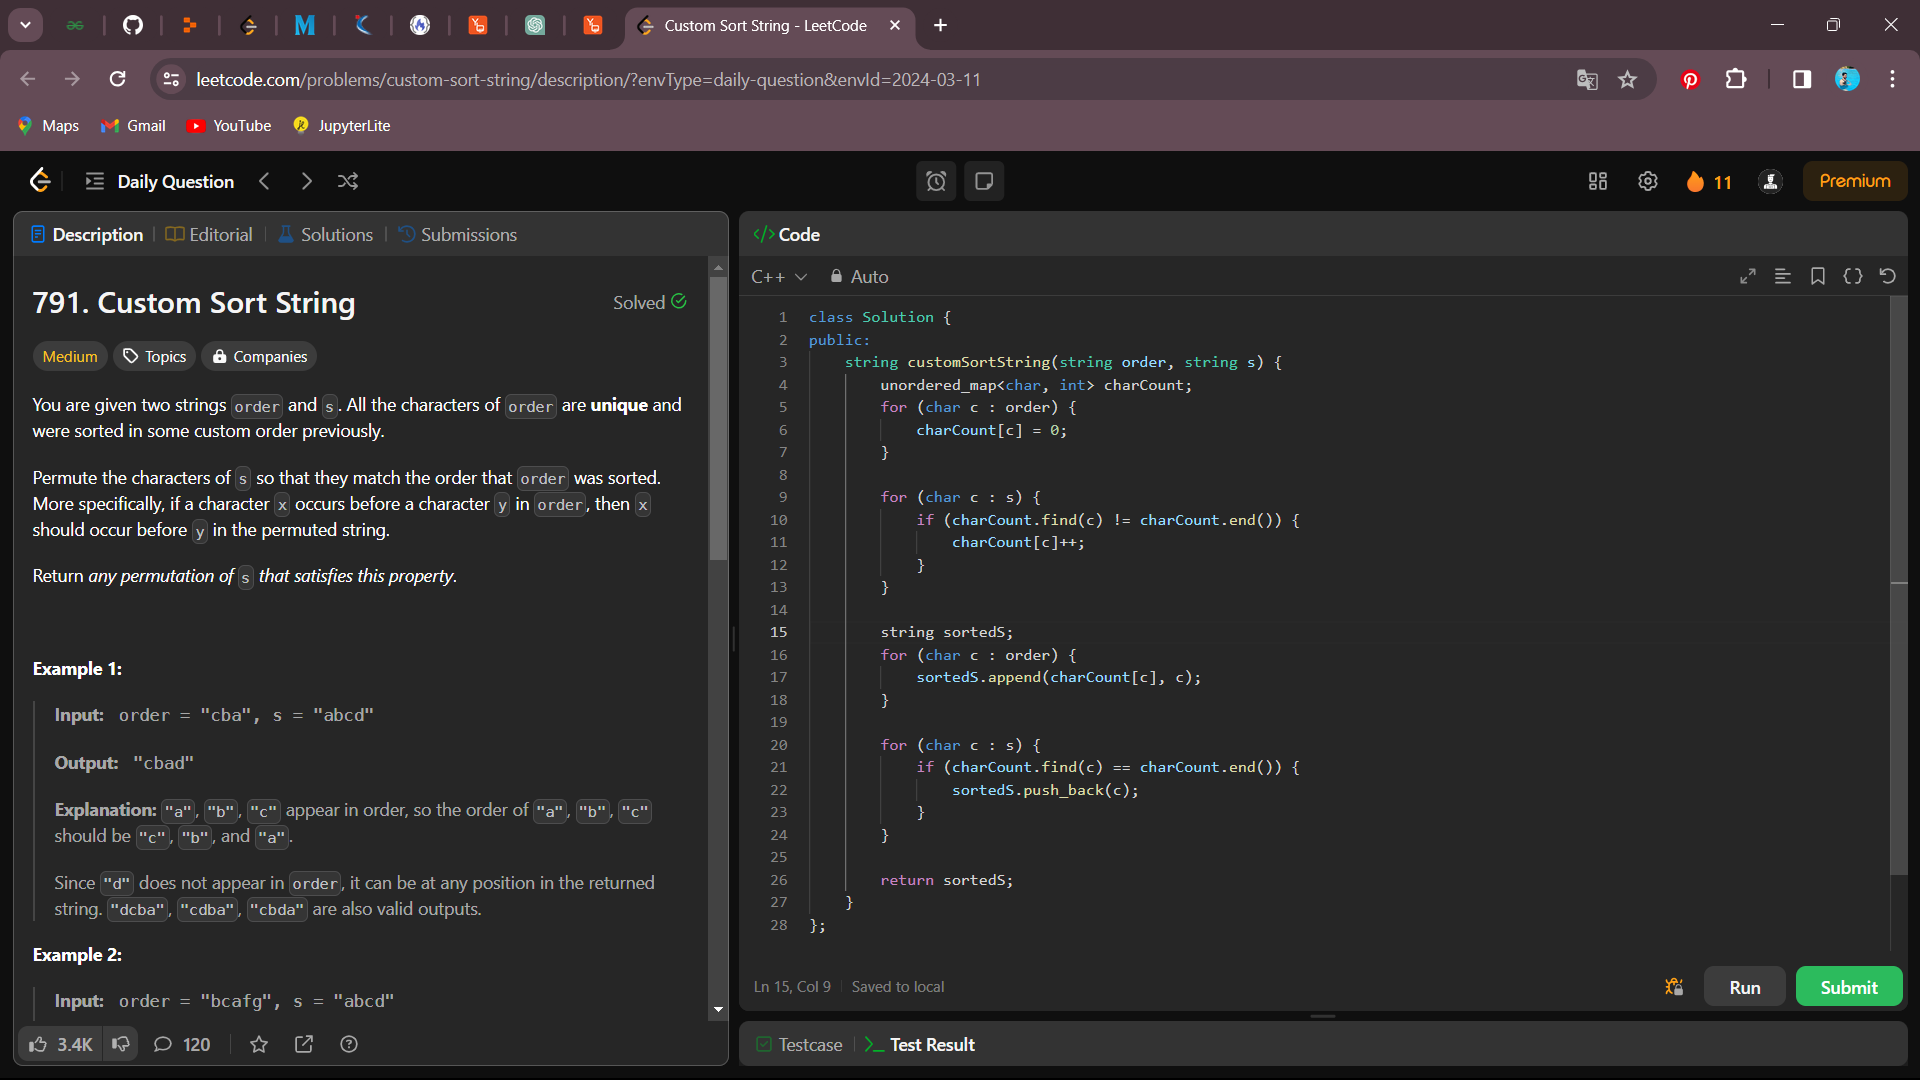 Custom Sort String - LeetCode
leetcode.com/problems/custom-sort-string/description/?envType=daily-question&envId=2024-03-11
Maps Gmail YouTube JupyterLite
Daily Question 11 Premium
Description Editorial Solutions Submissions
791. Custom Sort String Solved
Medium Topics Companies
You are given two strings order and s. All the characters of order are unique and
were sorted in some custom order previously.
Permute the characters of s so that they match the order that order was sorted.
More specifically, if a character x occurs before a character y in order, then x
should occur before y in the permuted string.
Return any permutation of s that satisfies this property.
Example 1:
Input: order = "cba", s = "abcd"
Output: "cbad"
Explanation: "a", "b", "c" appear in order, so the order of "a", "b", "c"
should be "c", "b", and "a".
Since "d" does not appear in order, it can be at any position in the returned
string. "dcba", "cdba", "cbda" are also valid outputs.
Example 2:
Input: order = "bcafg", s = "abcd"
3.4K 120
</> Code
C++ Auto
1 class Solution {
2 public:
3 string customSortString(string order, string s) {
4 unordered_map<char, int> charCount;
5 for (char c : order) {
6 charCount[c] = 0;
7 }
8
9 for (char c : s) {
10 if (charCount.find(c) != charCount.end()) {
11 charCount[c]++;
12 }
13 }
14
15 string sortedS;
16 for (char c : order) {
17 sortedS.append(charCount[c], c);
18 }
19
20 for (char c : s) {
21 if (charCount.find(c) == charCount.end()) {
22 sortedS.push_back(c);
23 }
24 }
25
26 return sortedS;
27 }
28 };
Ln 15, Col 9 Saved to local Run Submit
Testcase >_ Test Result